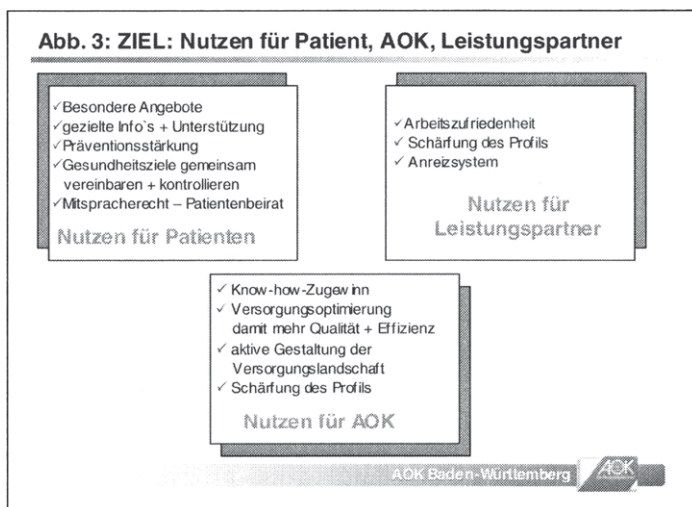 Abb. 3: ZIEL: Nutzen für Patient, AOK, Leistungspartner
✓Besondere Angebote
✓gezielte Info`s + Unterstützung
✓Präventionsstärkung
✓Gesundheitsziele gemeinsam
vereinbaren + kontrollieren
✓Mitspracherecht – Patientenbeirat
Nutzen für Patienten
✓Arbeitszufriedenheit
✓ Schärfung des Profils
✓ Anreizsystem
Nutzen für
Leistungspartner
✓ Know-how-Zugewinn
✓ Versorgungsoptimierung
damit mehr Qualität + Effizienz
✓ aktive Gestaltung der
Versorgungslandschaft
✓ Schärfung des Profils
Nutzen für AOK
AOK Baden-Württemberg
AOK